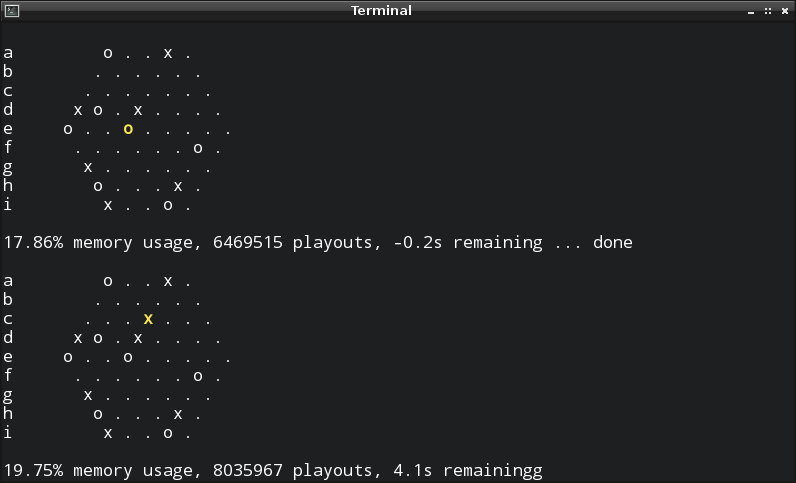 Terminal
a o . . x .
b . . . . . .
c . . . . . . .
d x o . x . . . .
e o . . o . . . . .
f . . . . . . o .
g x . . . . . .
h o . . . x .
i x . . o .
17.86% memory usage, 6469515 playouts, -0.2s remaining ... done
a o . . x .
b . . . . . .
c . . . x . . .
d x o . x . . . .
e o . . o . . . . .
f . . . . . . o .
g x . . . . . .
h o . . . x .
i x . . o .
19.75% memory usage, 8035967 playouts, 4.1s remainingg